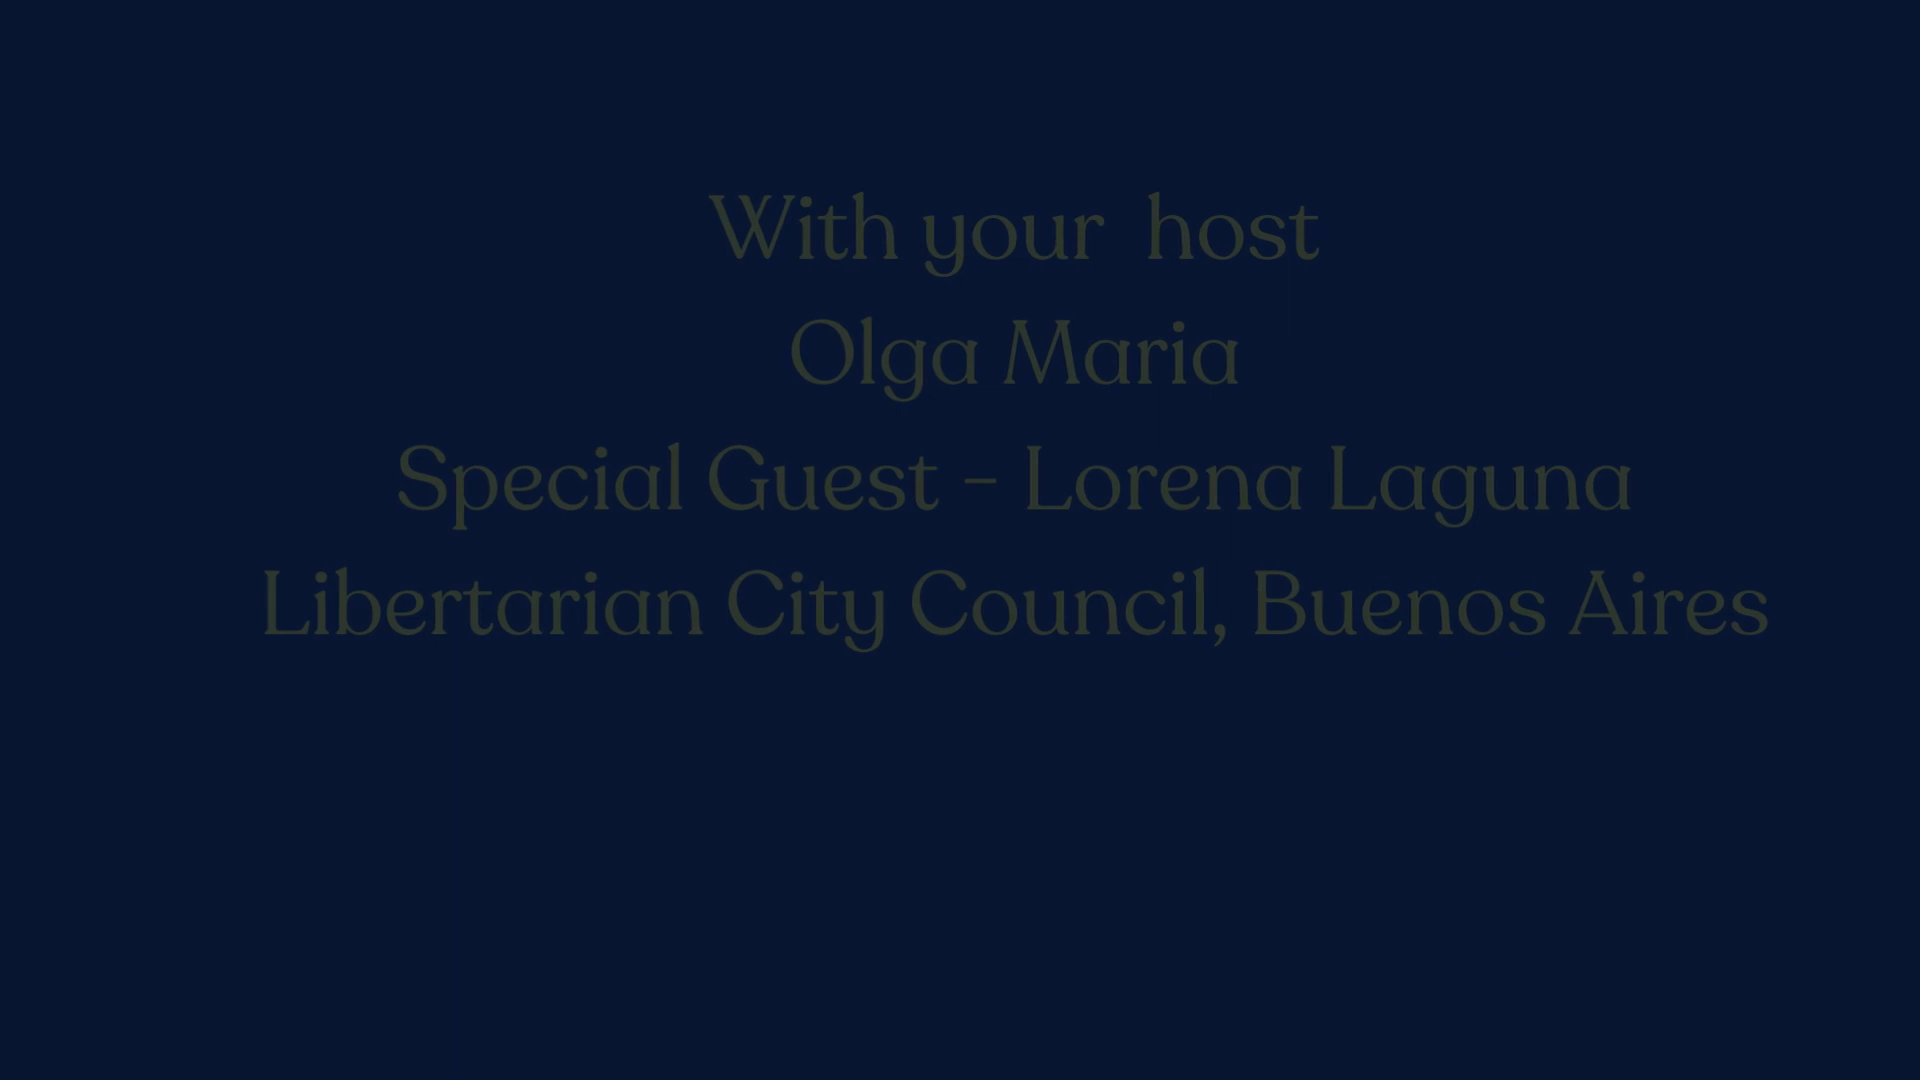 With your host
Olga Maria
Special Guest - Lorena Laguna
Libertarian City Council, Buenos Aires